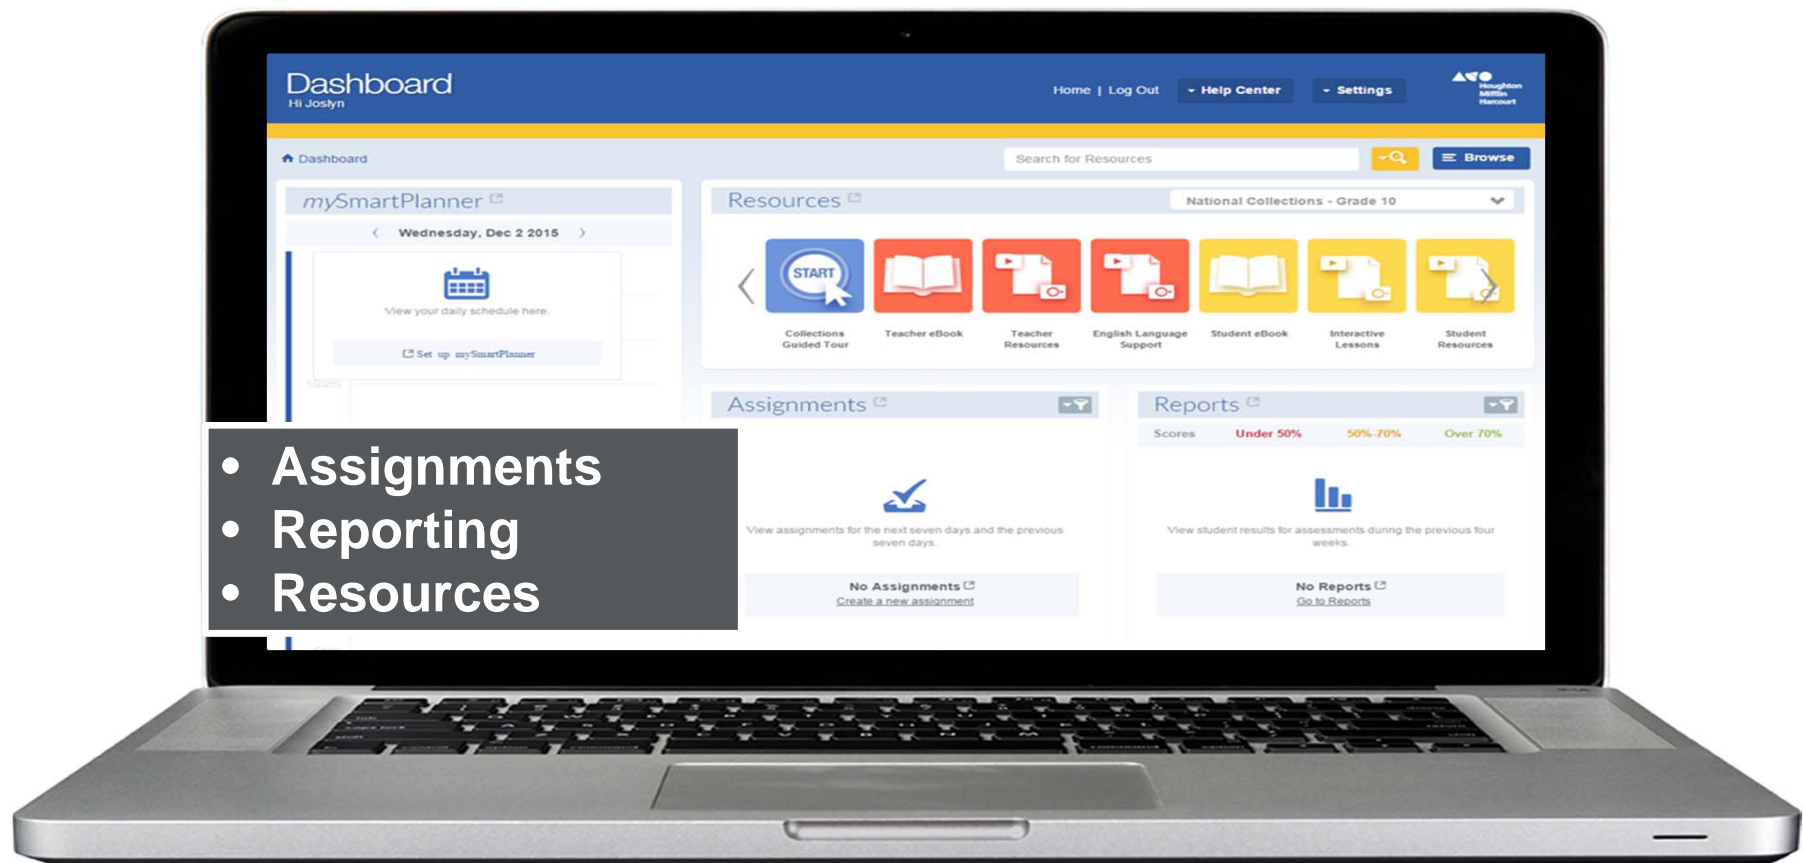 Dashboard
Hi Joslyn
Home | Log Out
Help Center
Settings
Houghton
Mifflin
Harcourt
Dashboard
Search for Resources
Browse
mySmartPlanner
Wednesday, Dec 2 2015
View your daily schedule here.
Set up mySmartPlanner
10am
Resources
National Collections - Grade 10
START
Collections
Guided Tour
Teacher eBook
Teacher
Resources
English Language
Support
Student eBook
Interactive
Lessons
Student
Resources
Assignments
View assignments for the next seven days and the previous
seven days.
No Assignments
Create a new assignment
Reports
Scores Under 50% 50%-70% Over 70%
View student results for assessments during the previous four
weeks.
No Reports
Go to Reports
• Assignments
• Reporting
• Resources